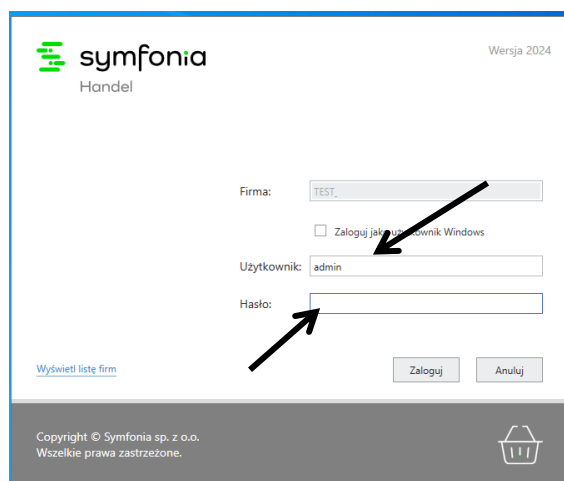 symfonia
Handel
Wersja 2024
Firma: TEST_
Zaloguj jako użytkownik Windows
Użytkownik: admin
Hasło:
Wyświetl listę firm
Zaloguj
Anuluj
Copyright © Symfonia sp. z o.o.
Wszelkie prawa zastrzeżone.